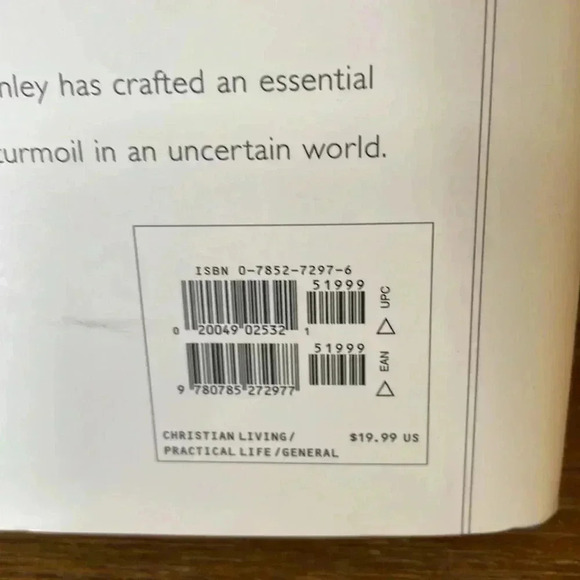 nley has crafted an essential
turmoil in an uncertain world.
ISBN 0-7852-7297-6
51999
0 20049 02532 1
UPC
51999
9 780785 272977
EAN
CHRISTIAN LIVING/ $19.99 US
PRACTICAL LIFE/GENERAL